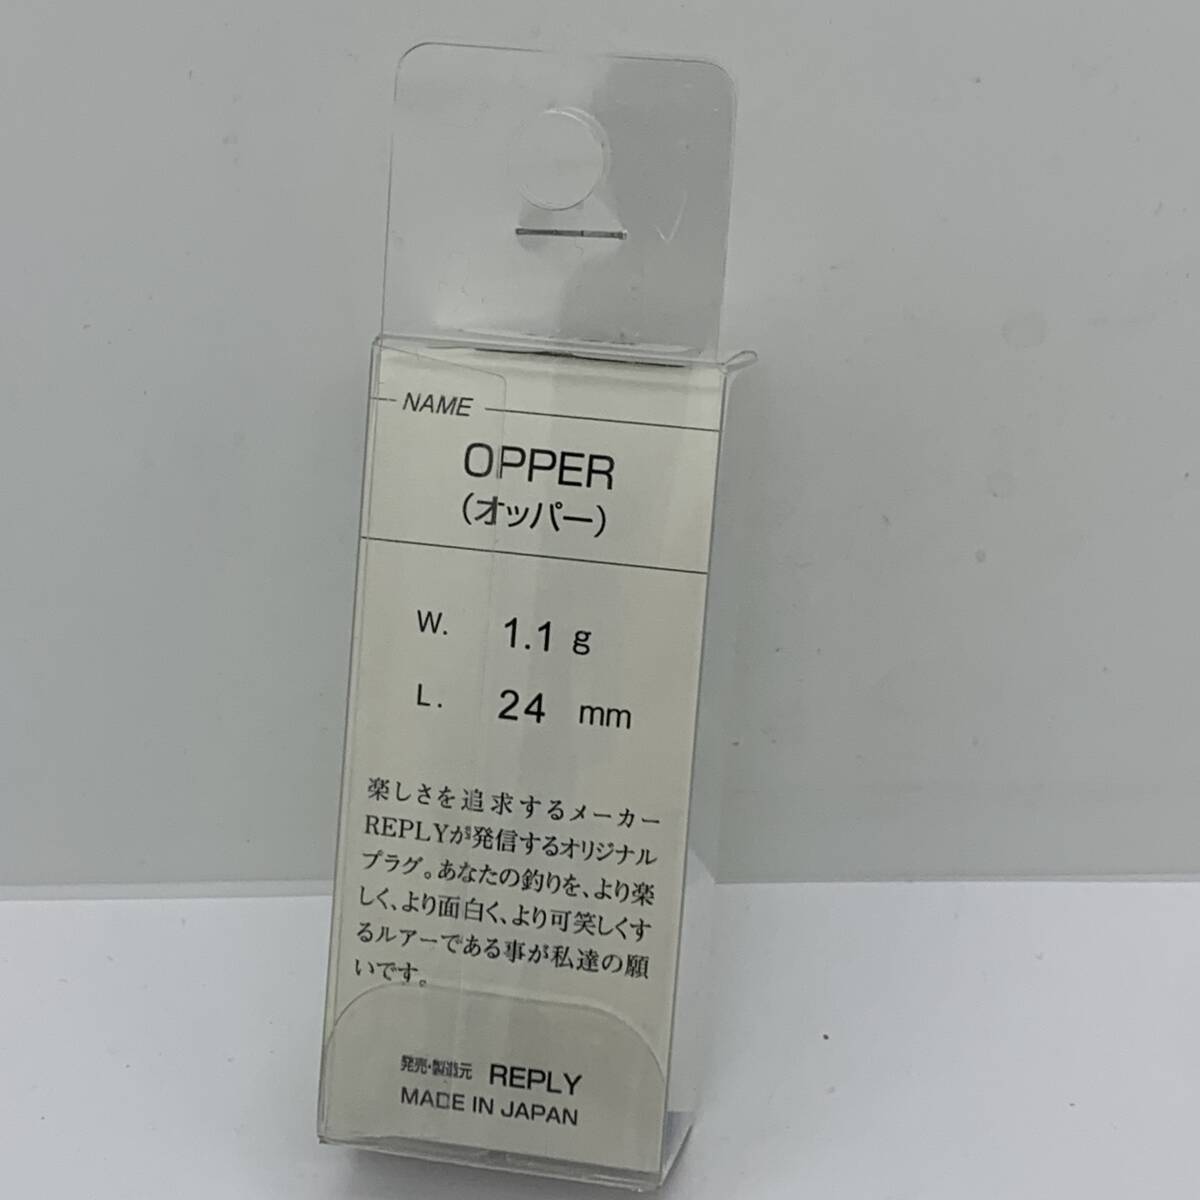 NAME
OPPER
(オッパー)
W. 1.1 g
L. 24 mm
楽しさを追求するメーカー
REPLYが発信するオリジナル
プラグ。あなたの釣りを、より楽
しく、より面白く、より可笑しくす
るルアーである事が私達の願
いです。
発売・製造元 REPLY
MADE IN JAPAN